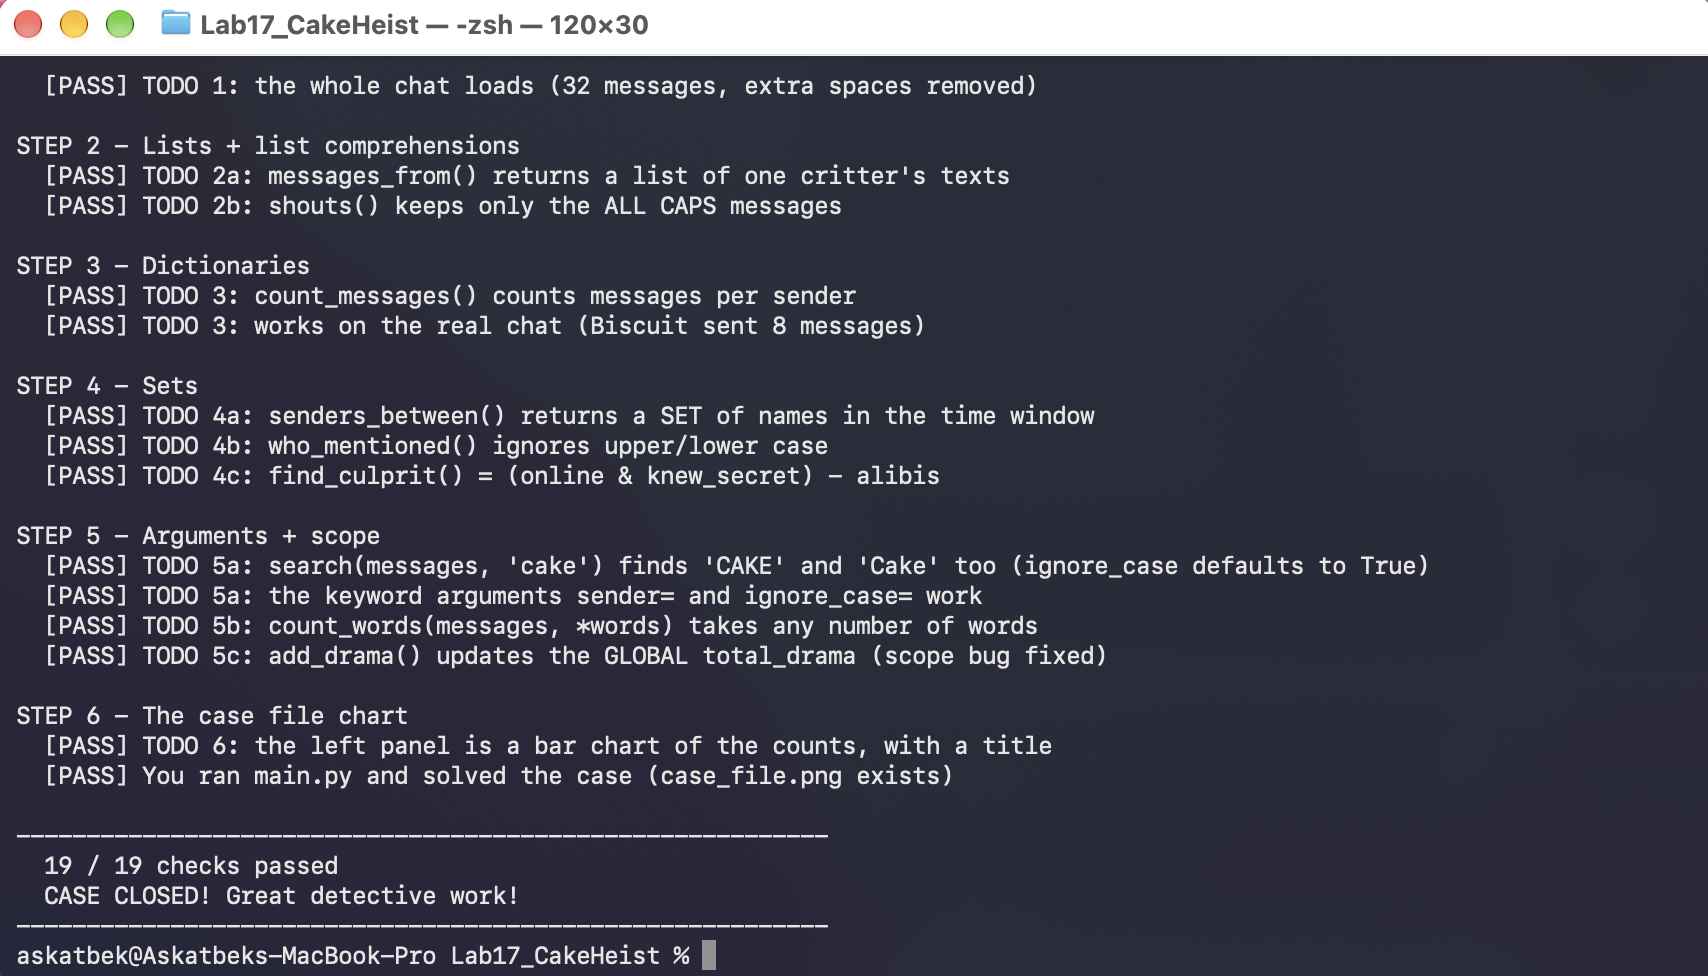 Lab17_CakeHeist — -zsh — 120×30
[PASS] TODO 1: the whole chat loads (32 messages, extra spaces removed)
STEP 2 — Lists + list comprehensions
[PASS] TODO 2a: messages_from() returns a list of one critter's texts
[PASS] TODO 2b: shouts() keeps only the ALL CAPS messages
STEP 3 — Dictionaries
[PASS] TODO 3: count_messages() counts messages per sender
[PASS] TODO 3: works on the real chat (Biscuit sent 8 messages)
STEP 4 — Sets
[PASS] TODO 4a: senders_between() returns a SET of names in the time window
[PASS] TODO 4b: who_mentioned() ignores upper/lower case
[PASS] TODO 4c: find_culprit() = (online & knew_secret) — alibis
STEP 5 — Arguments + scope
[PASS] TODO 5a: search(messages, 'cake') finds 'CAKE' and 'Cake' too (ignore_case defaults to True)
[PASS] TODO 5a: the keyword arguments sender= and ignore_case= work
[PASS] TODO 5b: count_words(messages, *words) takes any number of words
[PASS] TODO 5c: add_drama() updates the GLOBAL total_drama (scope bug fixed)
STEP 6 — The case file chart
[PASS] TODO 6: the left panel is a bar chart of the counts, with a title
[PASS] You ran main.py and solved the case (case_file.png exists)
19 / 19 checks passed
CASE CLOSED! Great detective work!
askatbek@Askatbeks-MacBook-Pro Lab17_CakeHeist %